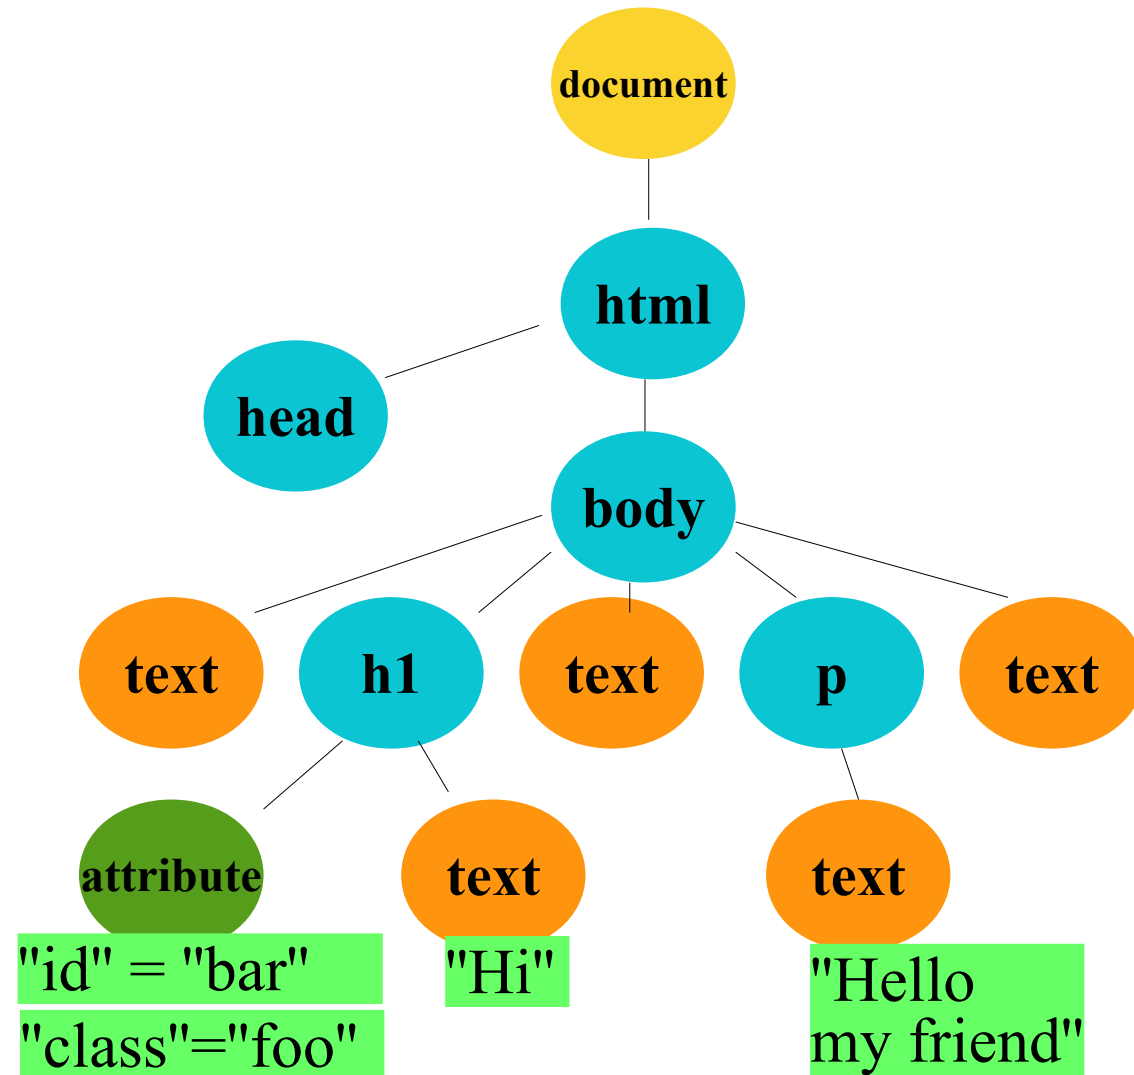 document
html
head
body
text
h1
text
p
text
attribute
text
text
"id" = "bar"
"Hi"
"class"="foo"
"Hello
my friend"